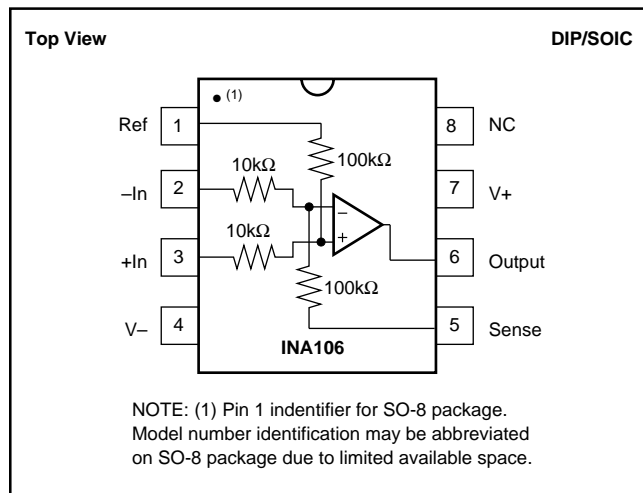 Top View DIP/SOIC
(1)
Ref 1 8 NC
100kΩ
10kΩ
–In 2 7 V+
–
10kΩ
+
+In 3 6 Output
100kΩ
V– 4 5 Sense
INA106
NOTE: (1) Pin 1 indentifier for SO-8 package.
Model number identification may be abbreviated
on SO-8 package due to limited available space.